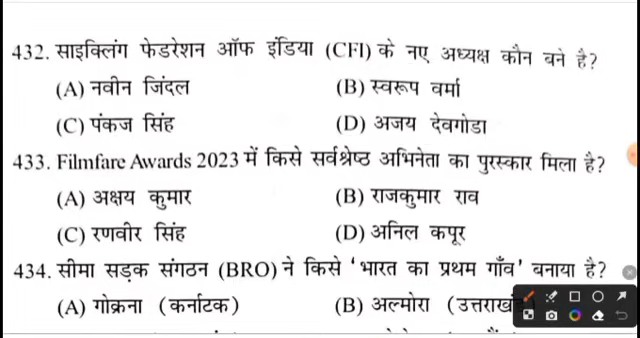 432. साइक्लिंग फेडरेशन ऑफ इंडिया (CFI) के नए अध्यक्ष कौन बने है?
(A) नवीन जिंदल (B) स्वरूप वर्मा
(C) पंकज सिंह (D) अजय देवगोडा
433. Filmfare Awards 2023 में किसे सर्वश्रेष्ठ अभिनेता का पुरस्कार मिला है?
(A) अक्षय कुमार (B) राजकुमार राव
(C) रणवीर सिंह (D) अनिल कपूर
434. सीमा सड़क संगठन (BRO) ने किसे ‘भारत का प्रथम गाँव’ बनाया है?
(A) गोक्रना (कर्नाटक) (B) अल्मोरा